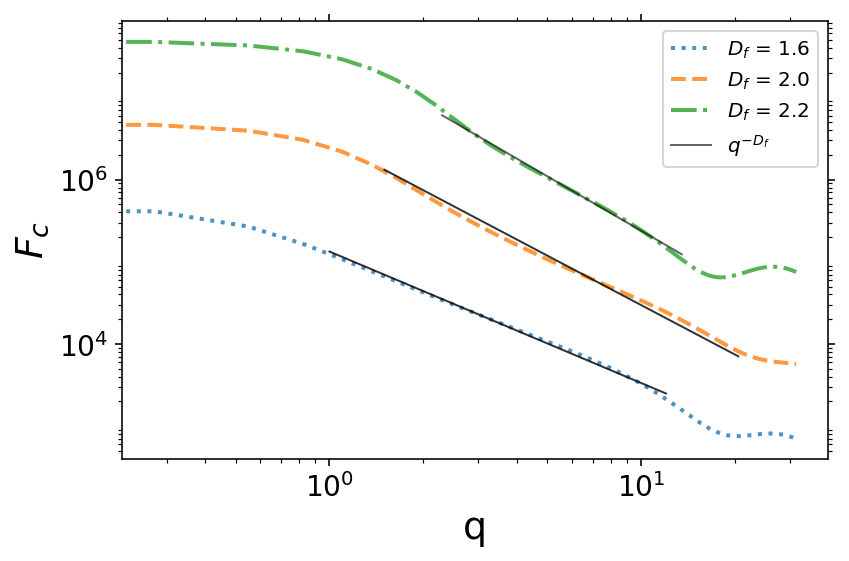 D_f = 1.6
D_f = 2.0
D_f = 2.2
q^{-D_f}
F_c
10^6
10^4
10^0
10^1
q